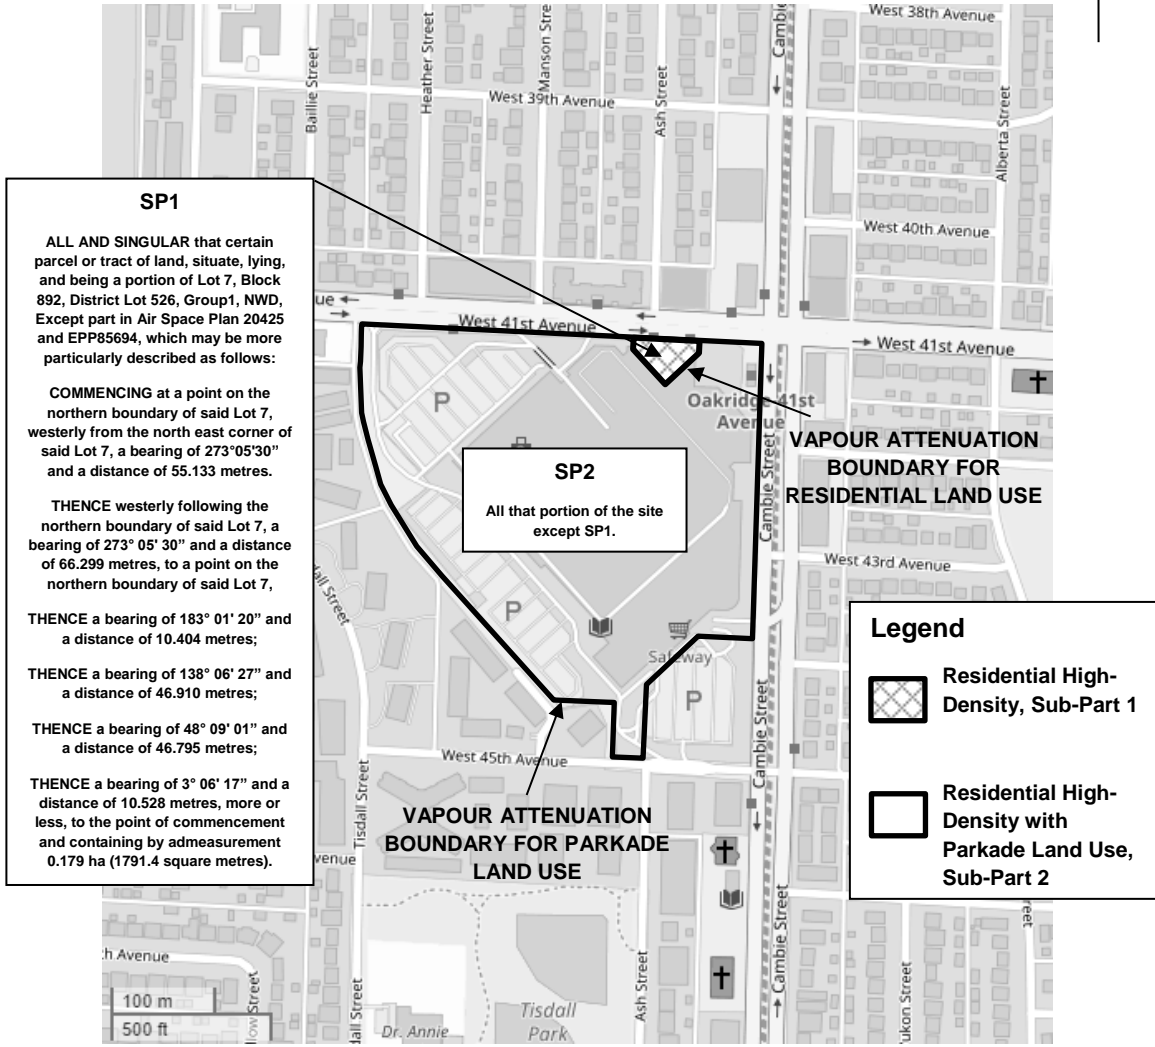 West 38th Avenue
Cambie
Manson Stre
Heather Street
Baillie Street
West 39th Avenue
Ash Street
Alberta Street
West 40th Avenue
SP1
ALL AND SINGULAR that certain
parcel or tract of land, situate, lying,
and being a portion of Lot 7, Block
892, District Lot 526, Group1, NWD,
Except part in Air Space Plan 20425
and EPP85694, which may be more
particularly described as follows:
COMMENCING at a point on the
northern boundary of said Lot 7,
westerly from the north east corner of
said Lot 7, a bearing of 273°05'30”
and a distance of 55.133 metres.
THENCE westerly following the
northern boundary of said Lot 7, a
bearing of 273° 05' 30” and a distance
of 66.299 metres, to a point on the
northern boundary of said Lot 7,
THENCE a bearing of 183° 01' 20” and
a distance of 10.404 metres;
THENCE a bearing of 138° 06' 27” and
a distance of 46.910 metres;
THENCE a bearing of 48° 09' 01” and
a distance of 46.795 metres;
THENCE a bearing of 3° 06' 17” and a
distance of 10.528 metres, more or
less, to the point of commencement
and containing by admeasurement
0.179 ha (1791.4 square metres).
ue ←
West 41st Avenue
→ West 41st Avenue
P
Oakridge 41st
Avenue
VAPOUR ATTENUATION
BOUNDARY FOR
RESIDENTIAL LAND USE
SP2
All that portion of the site
except SP1.
Cambie Street
West 43rd Avenue
dall Street
P
Safeway
P
Cambie Street
West 45th Avenue
Tisdall Street
VAPOUR ATTENUATION
BOUNDARY FOR PARKADE
LAND USE
Legend
Residential High-
Density, Sub-Part 1
Residential High-
Density with
Parkade Land Use,
Sub-Part 2
venue
reet
h Avenue
Cambie Street
Ash Street
Yukon Street
low Street
dall Street
100 m
500 ft
Dr. Annie
Tisdall
Park